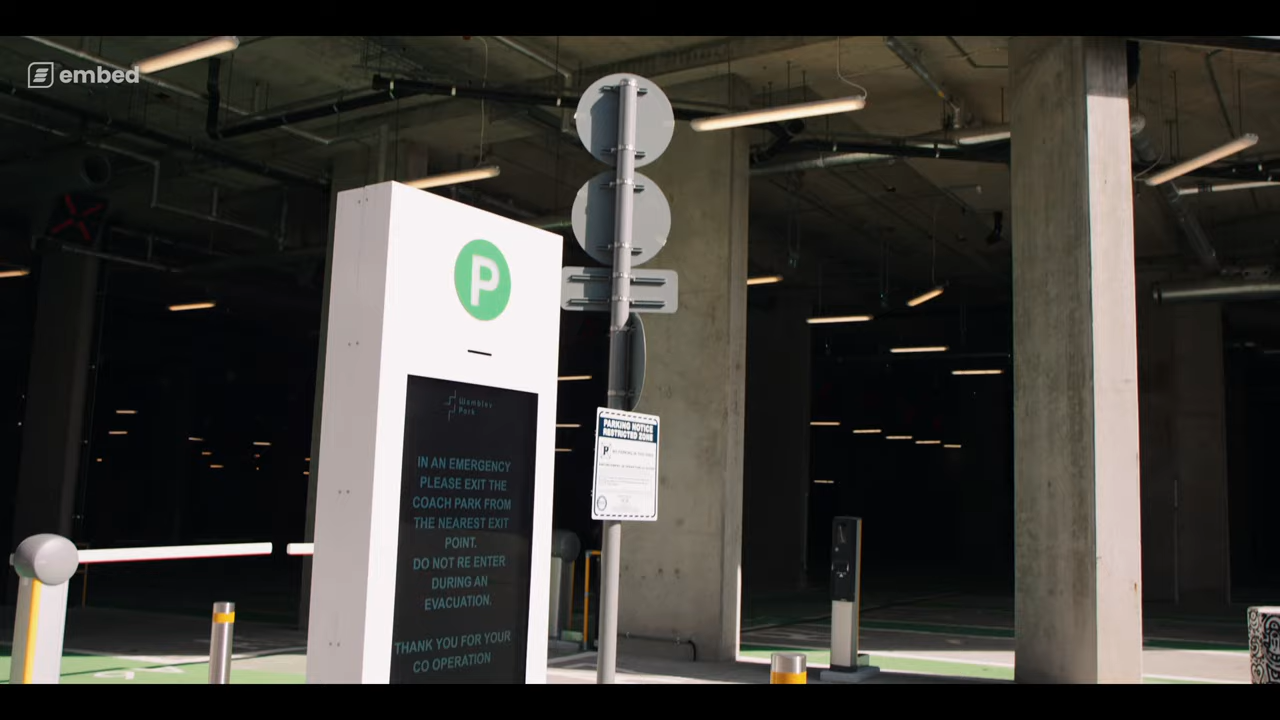 embed
P
Wembley
Park
IN AN EMERGENCY
PLEASE EXIT THE
COACH PARK FROM
THE NEAREST EXIT
POINT.
DO NOT RE ENTER
DURING AN
EVACUATION.
THANK YOU FOR YOUR
CO OPERATION
PARKING NOTICE
RESTRICTED ZONE
P